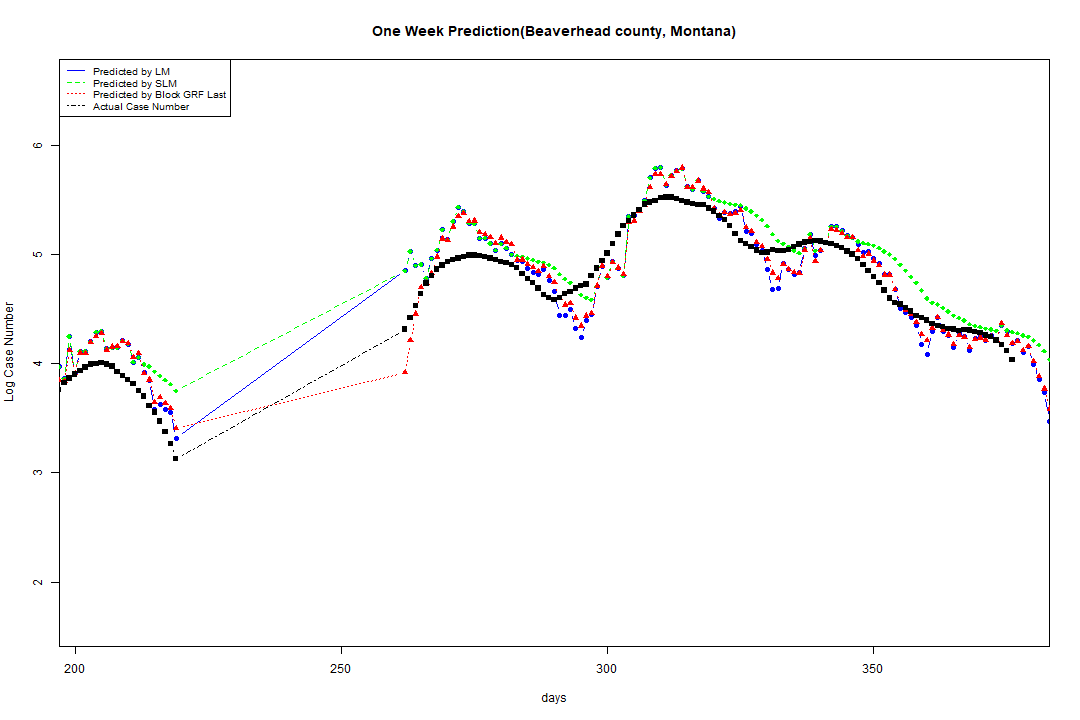 One Week Prediction(Beaverhead county, Montana)
Predicted by LM
Predicted by SLM
Predicted by Block GRF Last
Actual Case Number
6
5
4
3
2
Log Case Number
200 250 300 350
days